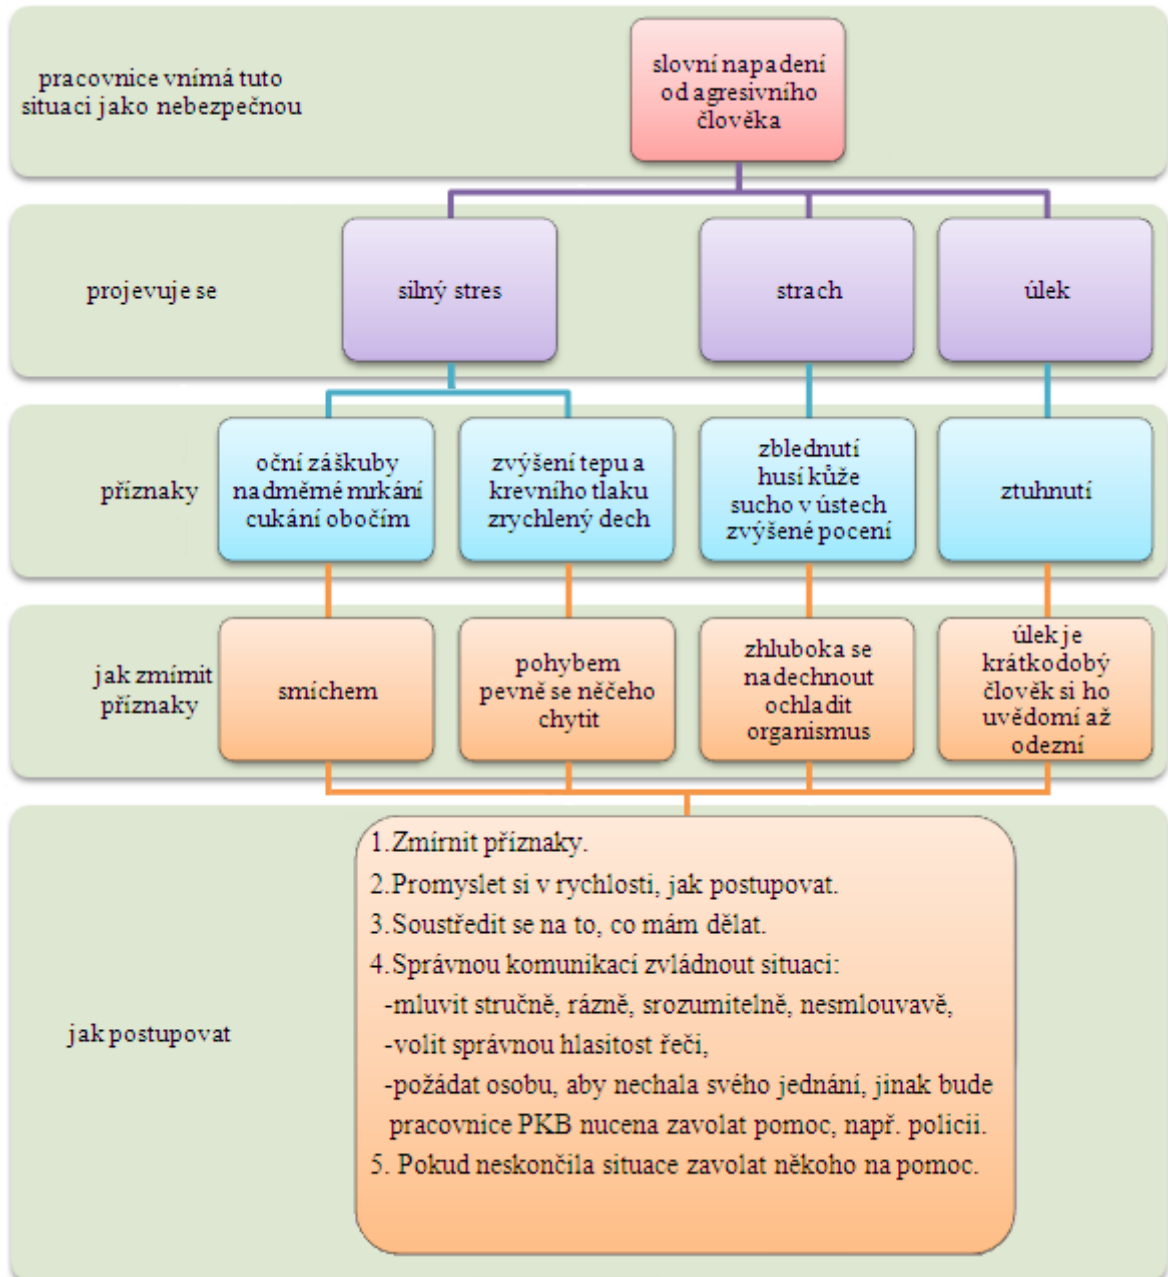 pracovnice vnímá tuto
situaci jako nebezpečnou
slovní napadení
od agresivního
člověka
projevuje se
silný stres
strach
úlek
příznaky
oční záškuby
nadměrné mrkání
cukání obočím
zvýšení tepu a
krevního tlaku
zrychlený dech
zblednutí
husí kůže
sucho v ústech
zvýšené pocení
ztuhnutí
jak zmímit
příznaky
smíchem
pohybem
pevně se něčeho
chytit
zhluboka se
nadechnout
ochladit
organismus
úlek je
krátkodobý
člověk si ho
uvědomí až
odezní
jak postupovat
1.Zmírnit příznaky.
2.Promyslet si v rychlosti, jak postupovat.
3.Soustředit se na to, co mám dělat.
4.Správnou komunikací zvládnout situaci:
-mluvit stručně, rázně, srozumitelně, nesmlouvavě,
-volit správnou hlasitost řeči,
-požádat osobu, aby nechala svého jednání, jinak bude
pracovnice PKB nucena zavolat pomoc, např. policii.
5. Pokud neskončila situace zavolat někoho na pomoc.